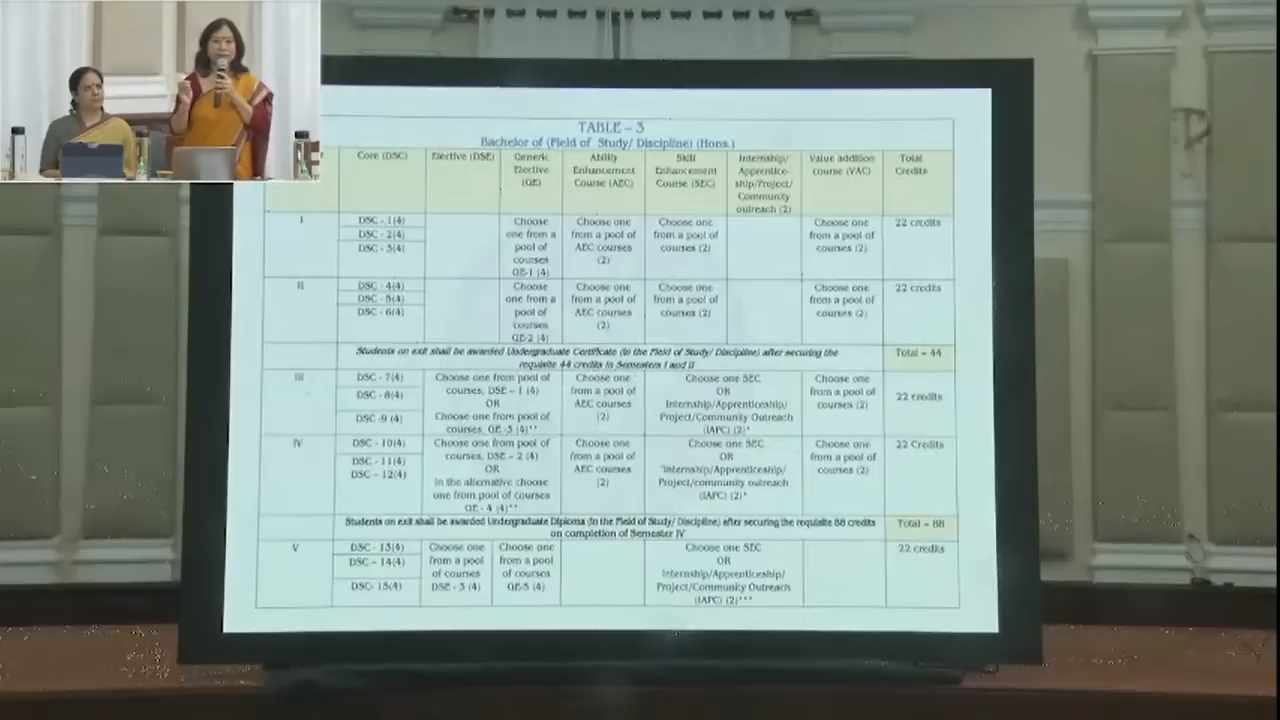 TABLE – 3
Bachelor of (Field of Study/ Discipline) (Hons.)
Core (DSC)
Elective (DSE)
Generic
Elective
(GE)
Ability
Enhancement
Course (AEC)
Skill
Enhancement
Course (SEC)
Internship/
Apprentice-
ship/Project/
Community
outreach (2)
Value addition
course (VAC)
Total
Credits
I
DSC - 1(4)
DSC - 2(4)
DSC - 3(4)
Choose
one from a
pool of
courses
GE-1 (4)
Choose one
from a pool of
AEC courses
(2)
Choose one
from a pool of
courses (2)
Choose one
from a pool of
courses (2)
22 credits
II
DSC - 4(4)
DSC - 5(4)
DSC - 6(4)
Choose
one from a
pool of
courses
GE-2 (4)
Choose one
from a pool of
AEC courses
(2)
Choose one
from a pool of
courses (2)
Choose one
from a pool of
courses (2)
22 credits
Students on exit shall be awarded Undergraduate Certificate (in the Field of Study/ Discipline) after securing the
requisite 44 credits in Semesters I and II
Total = 44
III
DSC - 7(4)
DSC - 8(4)
DSC -9 (4)
Choose one from pool of
courses, DSE – 1 (4)
OR
Choose one from pool of
courses, GE -3 (4)**
Choose one
from a pool of
AEC courses
(2)
Choose one SEC
OR
Internship/Apprenticeship/
Project/Community Outreach
(IAPC) (2)*
Choose one
from a pool of
courses (2)
22 credits
IV
DSC - 10(4)
DSC - 11(4)
DSC – 12(4)
Choose one from pool of
courses, DSE – 2 (4)
OR
In the alternative choose
one from pool of courses
GE - 4 (4)**
Choose one
from a pool of
AEC courses
(2)
Choose one SEC
OR
Internship/Apprenticeship/
Project/community outreach
(IAPC) (2)*
Choose one
from a pool of
courses (2)
22 Credits
Students on exit shall be awarded Undergraduate Diploma (in the Field of Study/ Discipline) after securing the requisite 88 credits
on completion of Semester IV
Total = 88
V
DSC - 13(4)
DSC – 14(4)
DSC- 15(4)
Choose one
from a pool
of courses
DSE - 3 (4)
Choose one
from a pool
of courses
GE-5 (4)
Choose one SEC
OR
Internship/Apprenticeship/
Project/Community Outreach
(IAPC) (2)***
22 credits